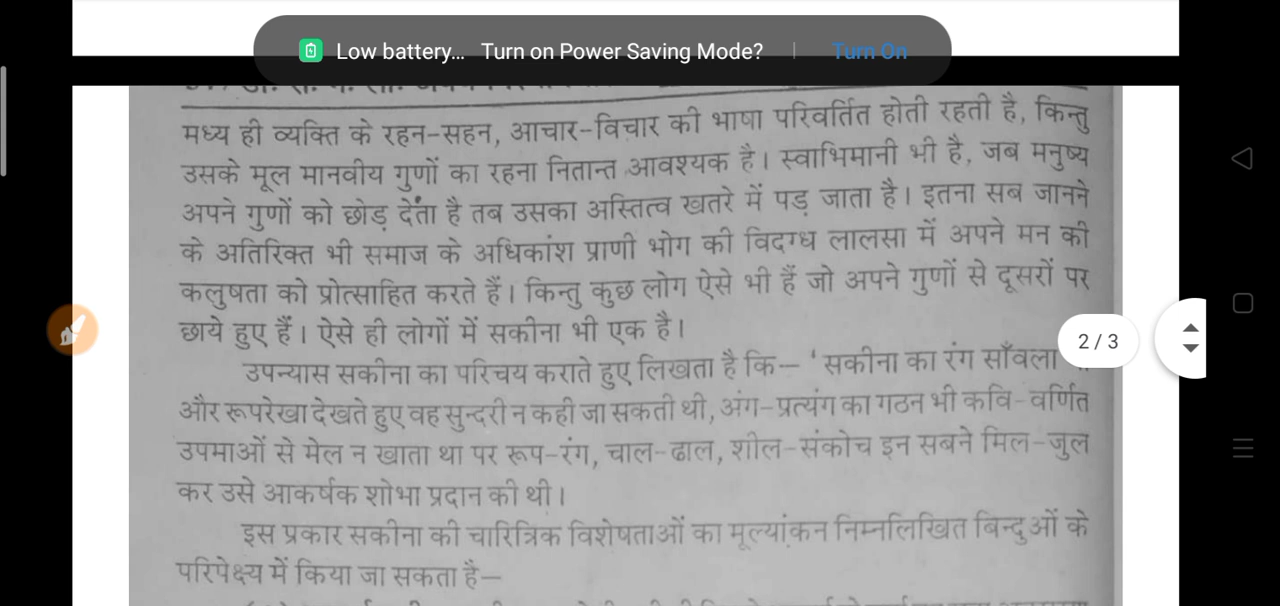 Low battery... Turn on Power Saving Mode? Turn On
मध्य ही व्यक्ति के रहन-सहन, आचार-विचार की भाषा परिवर्तित होती रहती है, किन्तु
उसके मूल मानवीय गुणों का रहना नितान्त आवश्यक है। स्वाभिमानी भी है, जब मनुष्य
अपने गुणों को छोड़ देता है तब उसका अस्तित्व खतरे में पड़ जाता है। इतना सब जानने
के अतिरिक्त भी समाज के अधिकांश प्राणी भोग की विदग्ध लालसा में अपने मन की
कलुषता को प्रोत्साहित करते हैं। किन्तु कुछ लोग ऐसे भी हैं जो अपने गुणों से दूसरों पर
छाये हुए हैं। ऐसे ही लोगों में सकीना भी एक है।
2 / 3
उपन्यास सकीना का परिचय कराते हुए लिखता है कि— 'सकीना का रंग साँवला
और रूपरेखा देखते हुए वह सुन्दरी न कही जा सकती थी, अंग-प्रत्यंग का गठन भी कवि-वर्णित
उपमाओं से मेल न खाता था पर रूप-रंग, चाल-ढाल, शील-संकोच इन सबने मिल-जुल
कर उसे आकर्षक शोभा प्रदान की थी।
इस प्रकार सकीना की चारित्रिक विशेषताओं का मूल्यांकन निम्नलिखित बिन्दुओं के
परिपेक्ष्य में किया जा सकता है—